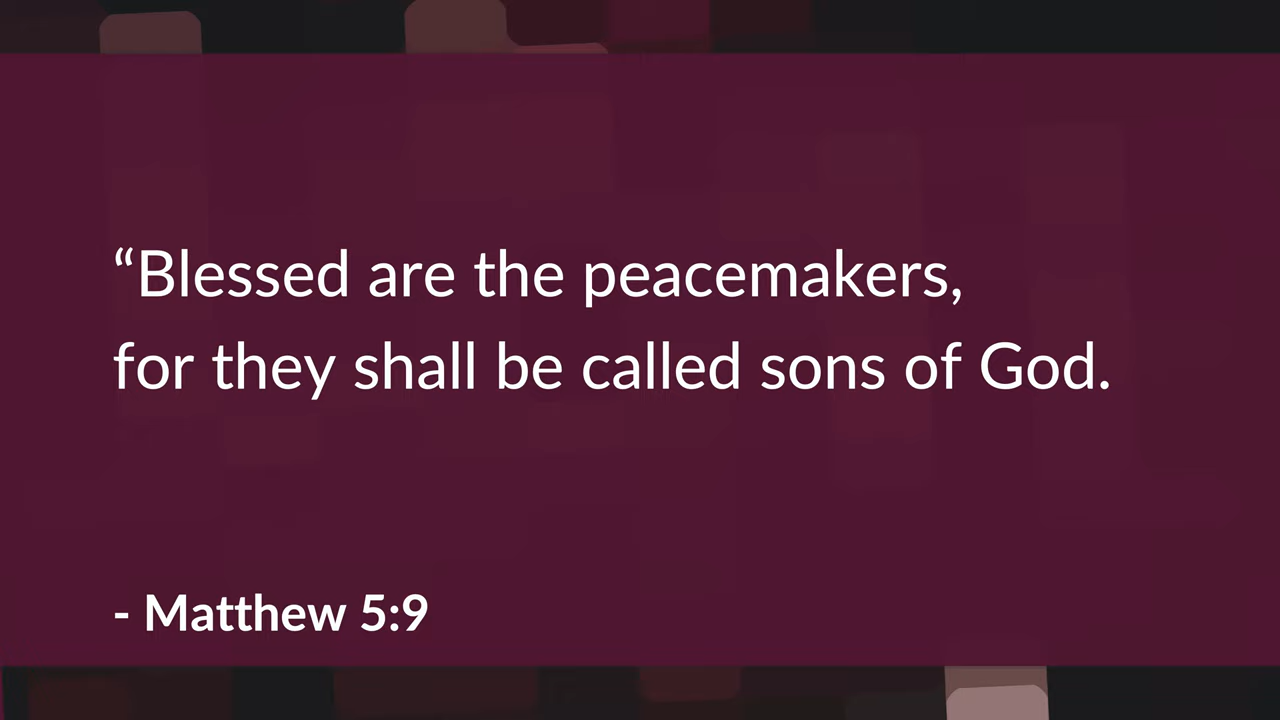 “Blessed are the peacemakers,
for they shall be called sons of God.
- Matthew 5:9